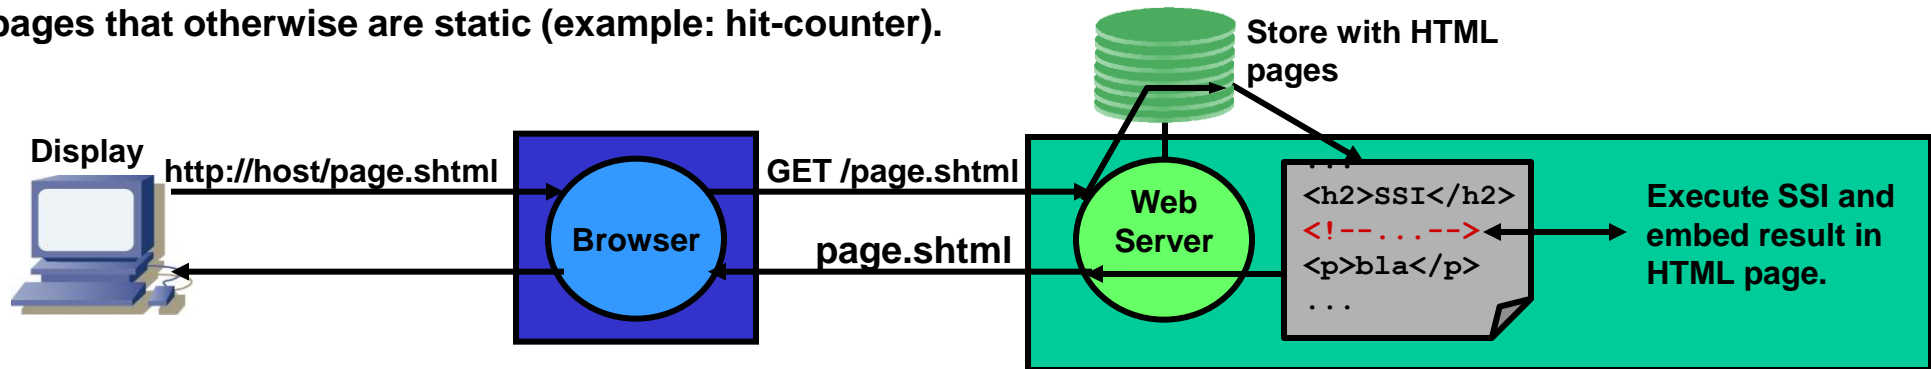 pages that otherwise are static (example: hit-counter).
Store with HTML
pages
Display
http://host/page.shtml
GET /page.shtml
Browser
page.shtml
Web
Server
...
<h2>SSI</h2>
<!--...-->
<p>bla</p>
...
Execute SSI and
embed result in
HTML page.